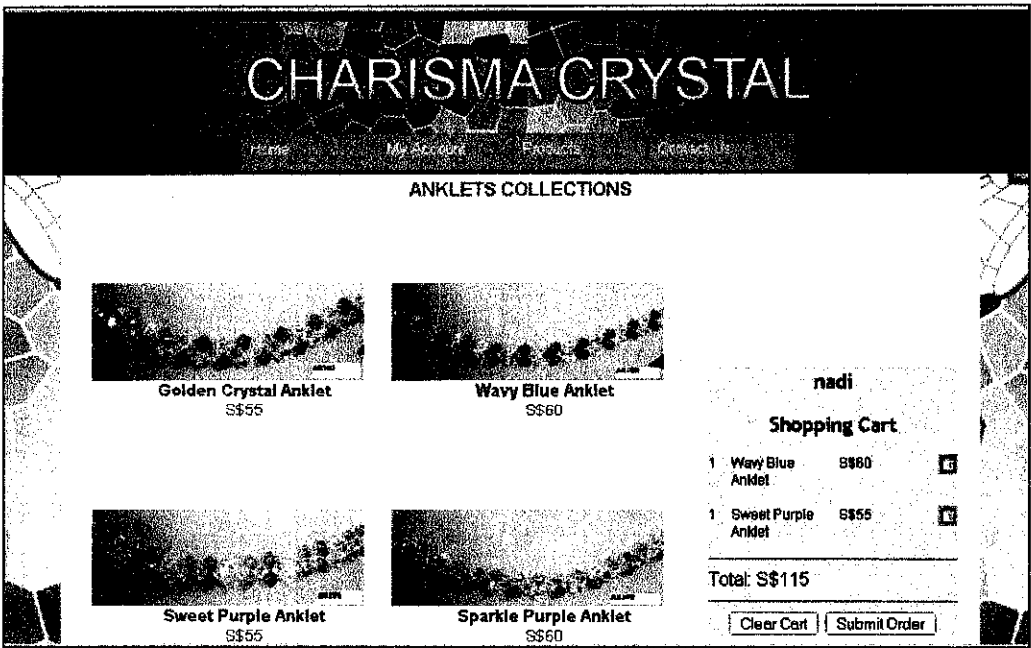 CHARISMA CRYSTAL
Home My Account Products Contact Us
ANKLETS COLLECTIONS
Golden Crystal Anklet
S$55
Wavy Blue Anklet
S$60
Sweet Purple Anklet
S$55
Sparkle Purple Anklet
S$60
nadi
Shopping Cart
1 Wavy Blue Anklet S$60
1 Sweet Purple Anklet S$55
Total: S$115
Clear Cart Submit Order